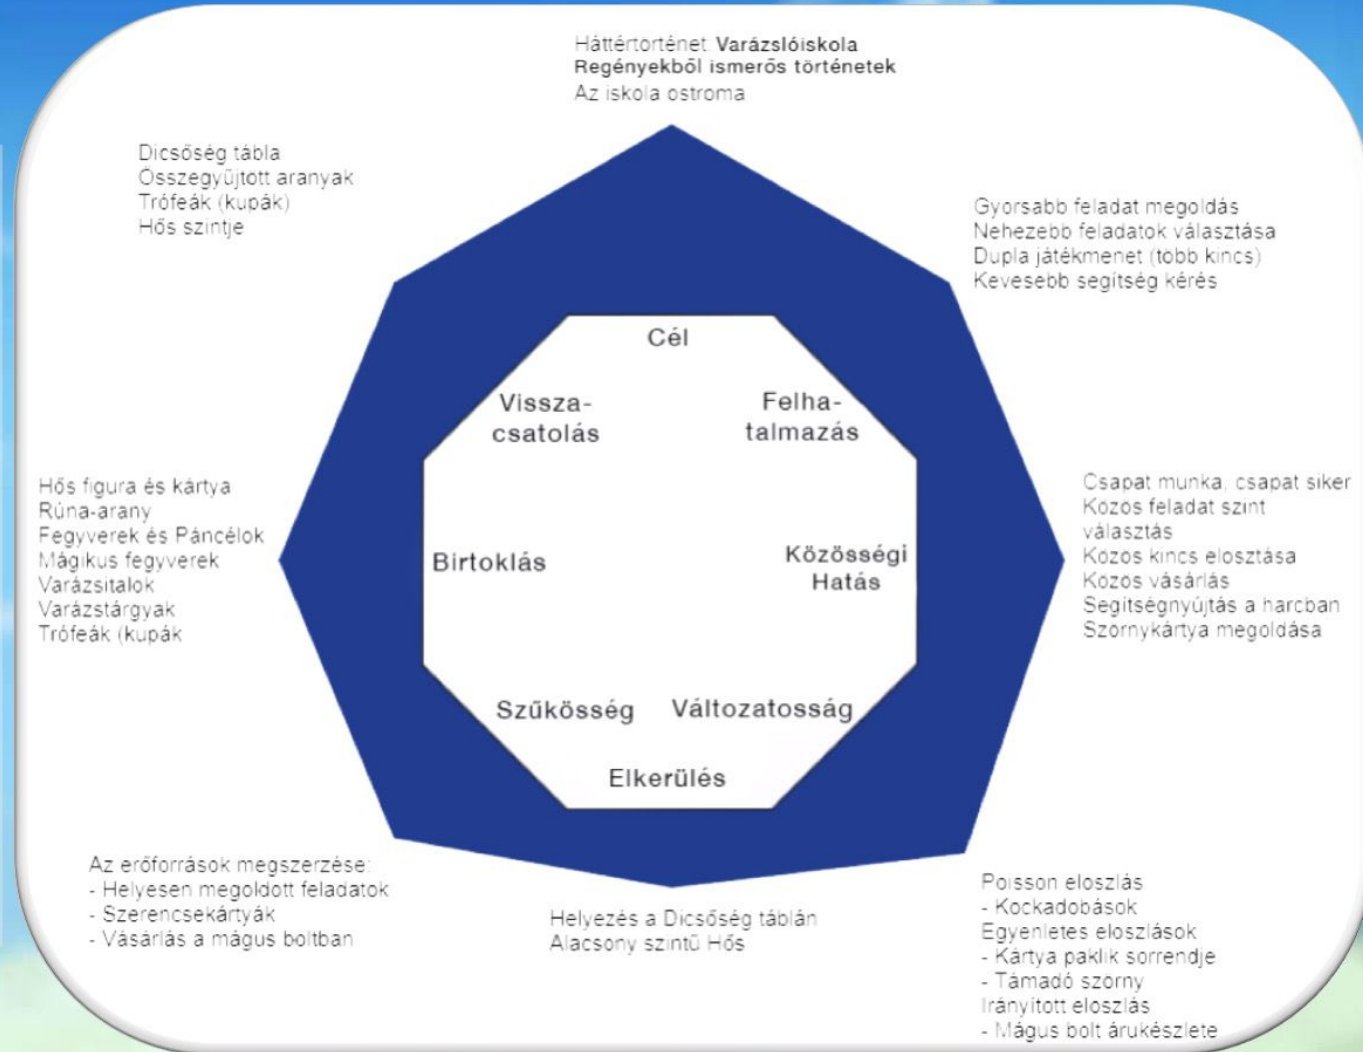 Háttértörténet: Varázslóiskola
Regényekből ismerős történetek
Az iskola ostroma
Dicsőség tábla
Összegyűjtött aranyak
Trófeák (kupák)
Hős szintje
Gyorsabb feladat megoldás
Nehezebb feladatok választása
Dupla játékmenet (több kincs)
Kevesebb segítség kérés
Cél
Vissza-
csatolás
Felha-
talmazás
Hős figura és kártya
Rúna-arany
Fegyverek és Páncélok
Mágikus fegyverek
Varázsitalok
Varázstárgyak
Trófeák (kupák
Birtoklás
Közösségi
Hatás
Csapat munka, csapat siker
Közös feladat szint
választás
Közös kincs elosztása
Közös vásárlás
Segítségnyújtás a harcban
Szörnykártya megoldása
Szűkösség
Változatosság
Elkerülés
Az erőforrások megszerzése:
- Helyesen megoldott feladatok
- Szerencsekártyák
- Vásárlás a mágus boltban
Helyezés a Dicsőség táblán
Alacsony szintű Hős
Poisson eloszlás
- Kockadobások
Egyenletes eloszlások
- Kártya paklik sorrendje
- Támadó szörny
Irányított eloszlás
- Mágus bolt árukészlete